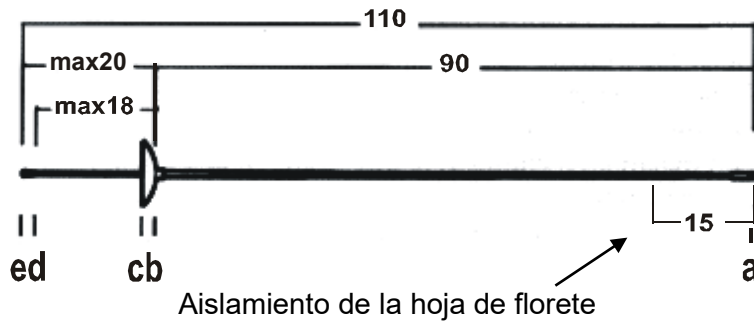 110
max20
90
max18
15
ed
cb
a
Aislamiento de la hoja de florete